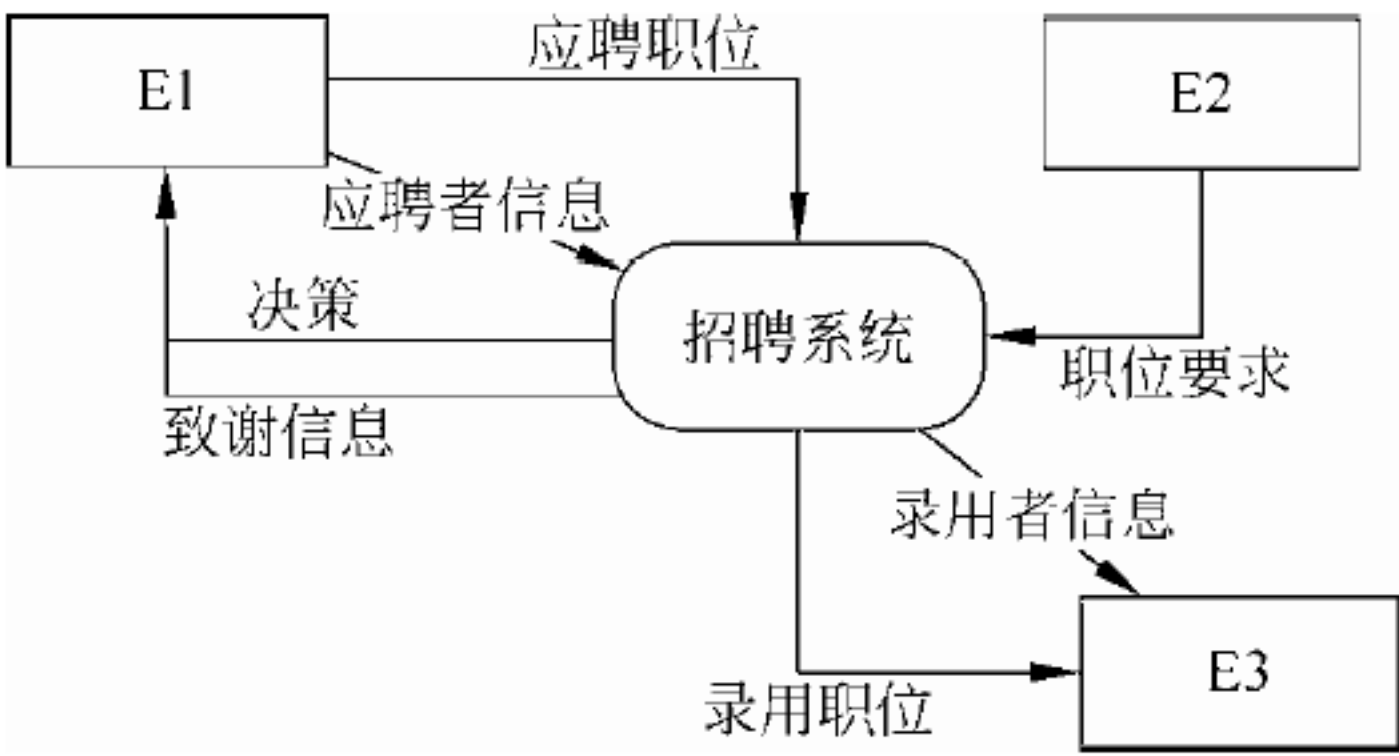 应聘职位
E1
E2
应聘者信息
决策
招聘系统
职位要求
致谢信息
录用者信息
E3
录用职位